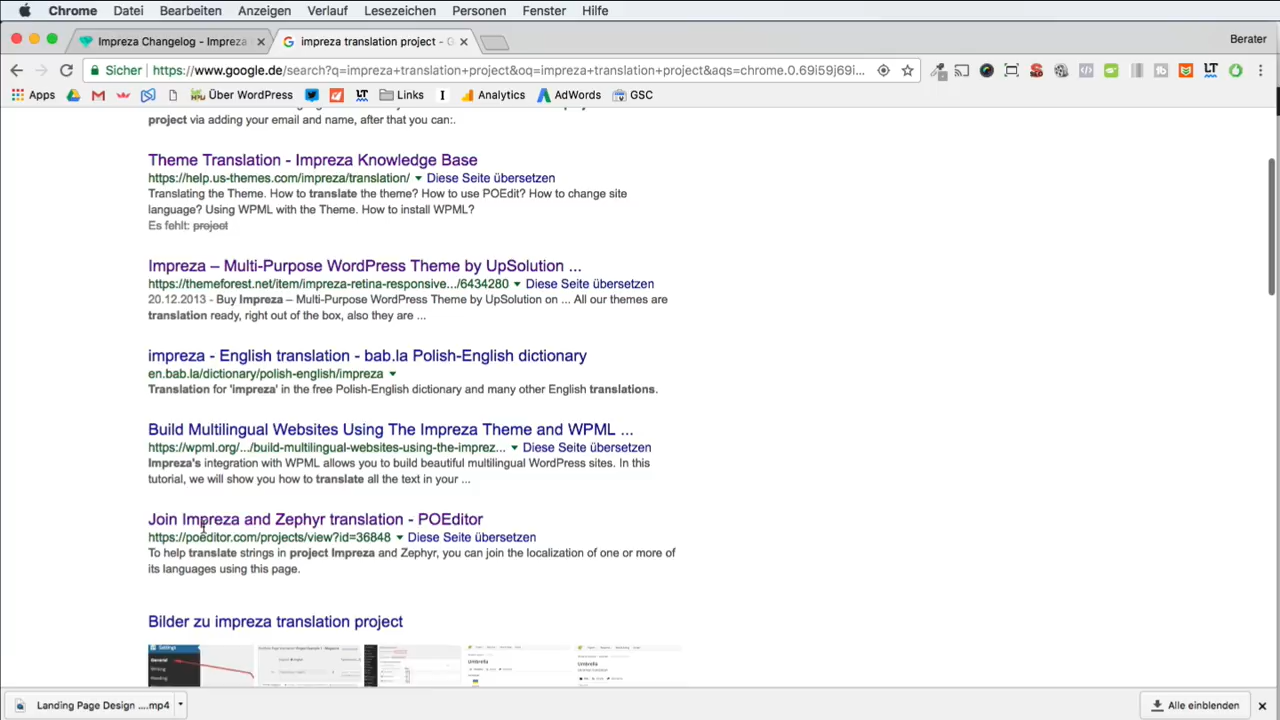 Chrome Datei Bearbeiten Anzeigen Verlauf Lesezeichen Personen Fenster Hilfe
Impreza Changelog - Impreza
impreza translation project - G
Berater
Sicher https://www.google.de/search?q=impreza+translation+project&oq=impreza+translation+project&aqs=chrome.0.69i59j69i...
Apps Über WordPress LT Links I Analytics AdWords GSC
project via adding your email and name, after that you can:.
Theme Translation - Impreza Knowledge Base
https://help.us-themes.com/impreza/translation/ Diese Seite übersetzen
Translating the Theme. How to translate the theme? How to use POEdit? How to change site
language? Using WPML with the Theme. How to install WPML?
Es fehlt: project
Impreza – Multi-Purpose WordPress Theme by UpSolution ...
https://themeforest.net/item/impreza-retina-responsive.../6434280 Diese Seite übersetzen
20.12.2013 - Buy Impreza – Multi-Purpose WordPress Theme by UpSolution on ... All our themes are
translation ready, right out of the box, also they are ...
impreza - English translation - bab.la Polish-English dictionary
en.bab.la/dictionary/polish-english/impreza
Translation for 'impreza' in the free Polish-English dictionary and many other English translations.
Build Multilingual Websites Using The Impreza Theme and WPML ...
https://wpml.org/.../build-multilingual-websites-using-the-imprez... Diese Seite übersetzen
Impreza's integration with WPML allows you to build beautiful multilingual WordPress sites. In this
tutorial, we will show you how to translate all the text in your ...
Join Impreza and Zephyr translation - POEditor
https://poeditor.com/projects/view?id=36848 Diese Seite übersetzen
To help translate strings in project Impreza and Zephyr, you can join the localization of one or more of
its languages using this page.
Bilder zu impreza translation project
Settings
General
Umbrella
Umbrella
Landing Page Design ....mp4
Alle einblenden